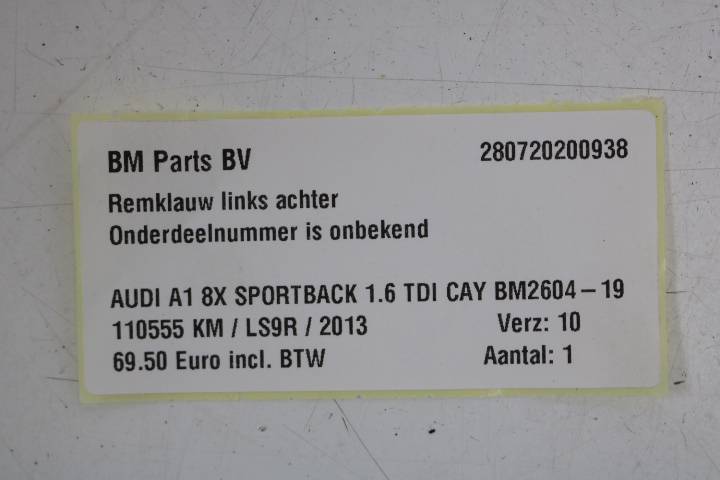 BM Parts BV 280720200938
Remklauw links achter
Onderdeelnummer is onbekend
AUDI A1 8X SPORTBACK 1.6 TDI CAY BM2604-19
110555 KM / LS9R / 2013 Verz: 10
69.50 Euro incl. BTW Aantal: 1